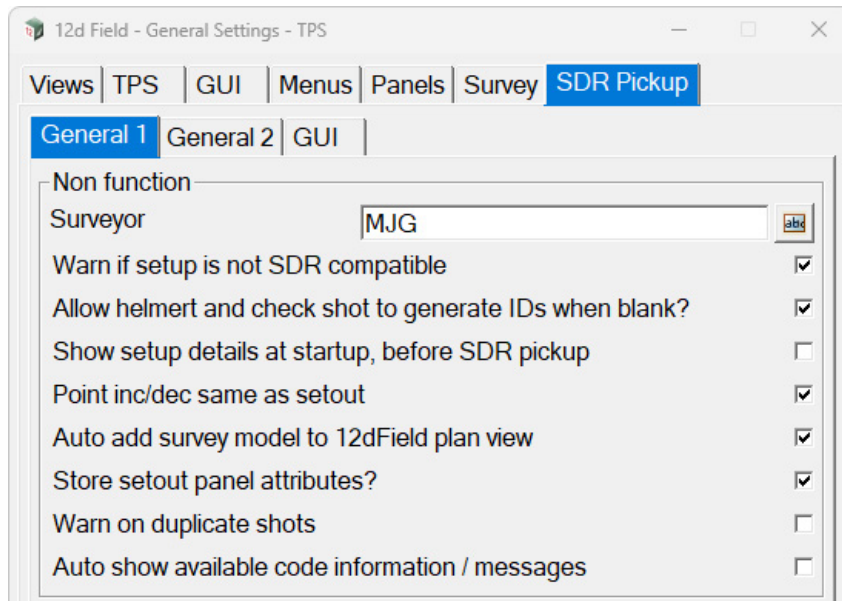 12d Field - General Settings - TPS
Views TPS GUI Menus Panels Survey SDR Pickup
General 1 General 2 GUI
Non function
Surveyor MJG abc
Warn if setup is not SDR compatible
Allow helmert and check shot to generate IDs when blank?
Show setup details at startup, before SDR pickup
Point inc/dec same as setout
Auto add survey model to 12dField plan view
Store setout panel attributes?
Warn on duplicate shots
Auto show available code information / messages